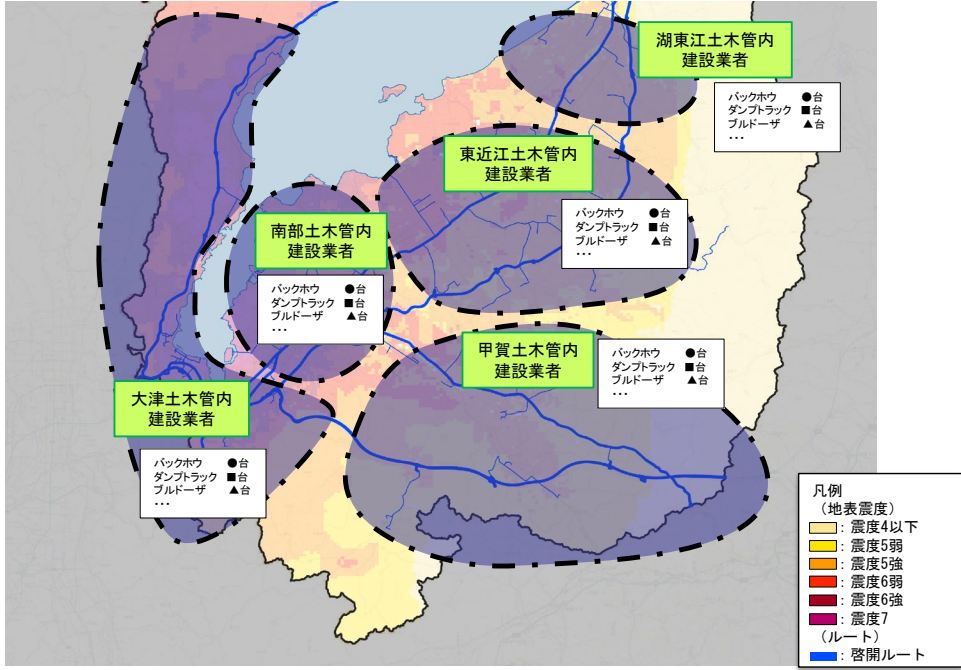 湖東江土木管内
建設業者
バックホウ ●台
ダンプトラック ■台
ブルドーザ ▲台
・・・
東近江土木管内
建設業者
バックホウ ●台
ダンプトラック ■台
ブルドーザ ▲台
・・・
南部土木管内
建設業者
バックホウ ●台
ダンプトラック ■台
ブルドーザ ▲台
・・・
甲賀土木管内
建設業者
バックホウ ●台
ダンプトラック ■台
ブルドーザ ▲台
・・・
大津土木管内
建設業者
バックホウ ●台
ダンプトラック ■台
ブルドーザ ▲台
・・・
凡例
(地表震度)
:震度4以下
:震度5弱
:震度5強
:震度6弱
:震度6強
:震度7
(ルート)
:啓開ルート